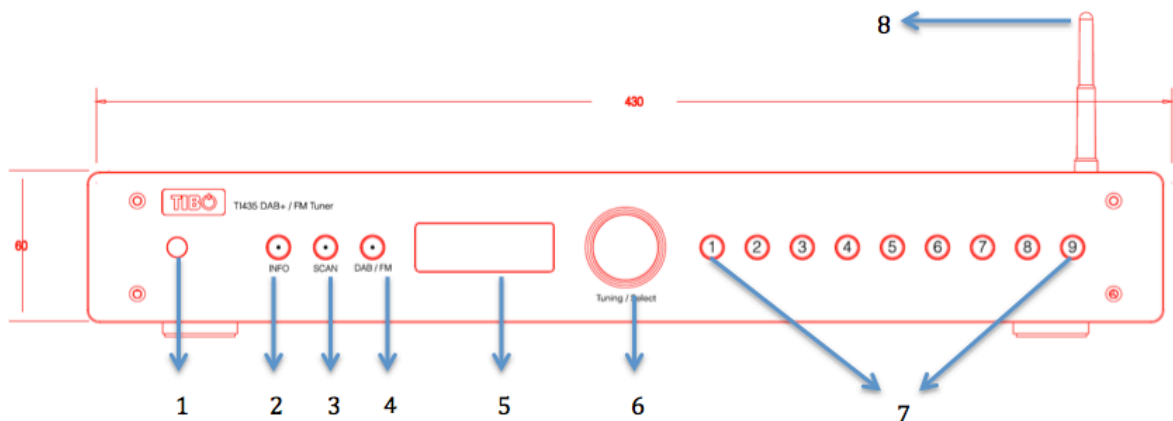 8
430
TIBO
TI435 DAB+ / FM Tuner
60
1 2 3 4 5 6 7 8 9
INFO SCAN DAB / FM
Tuning / Select
1 2 3 4 5 6 7